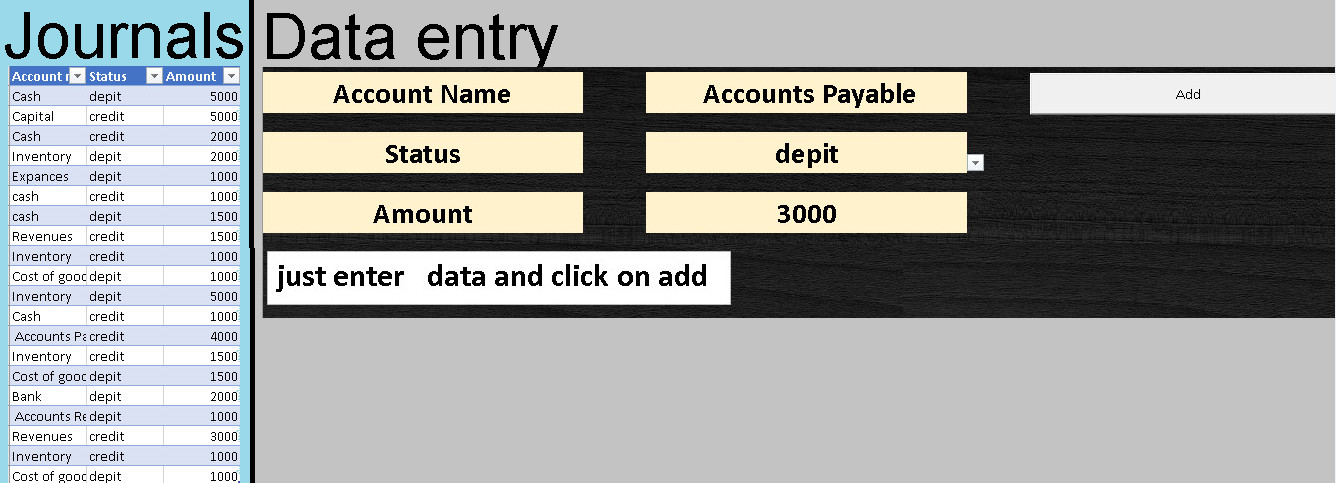 Journals Data entry
Account r Status Amount
Cash depit 5000
Capital credit 5000
Cash credit 2000
Inventory depit 2000
Expances depit 1000
cash credit 1000
cash depit 1500
Revenues credit 1500
Inventory credit 1000
Cost of good depit 1000
Inventory depit 5000
Cash credit 1000
Accounts Pa credit 4000
Inventory credit 1500
Cost of good depit 1500
Bank depit 2000
Accounts Re depit 1000
Revenues credit 3000
Inventory credit 1000
Cost of good depit 1000
Account Name Accounts Payable Add
Status depit
Amount 3000
just enter data and click on add